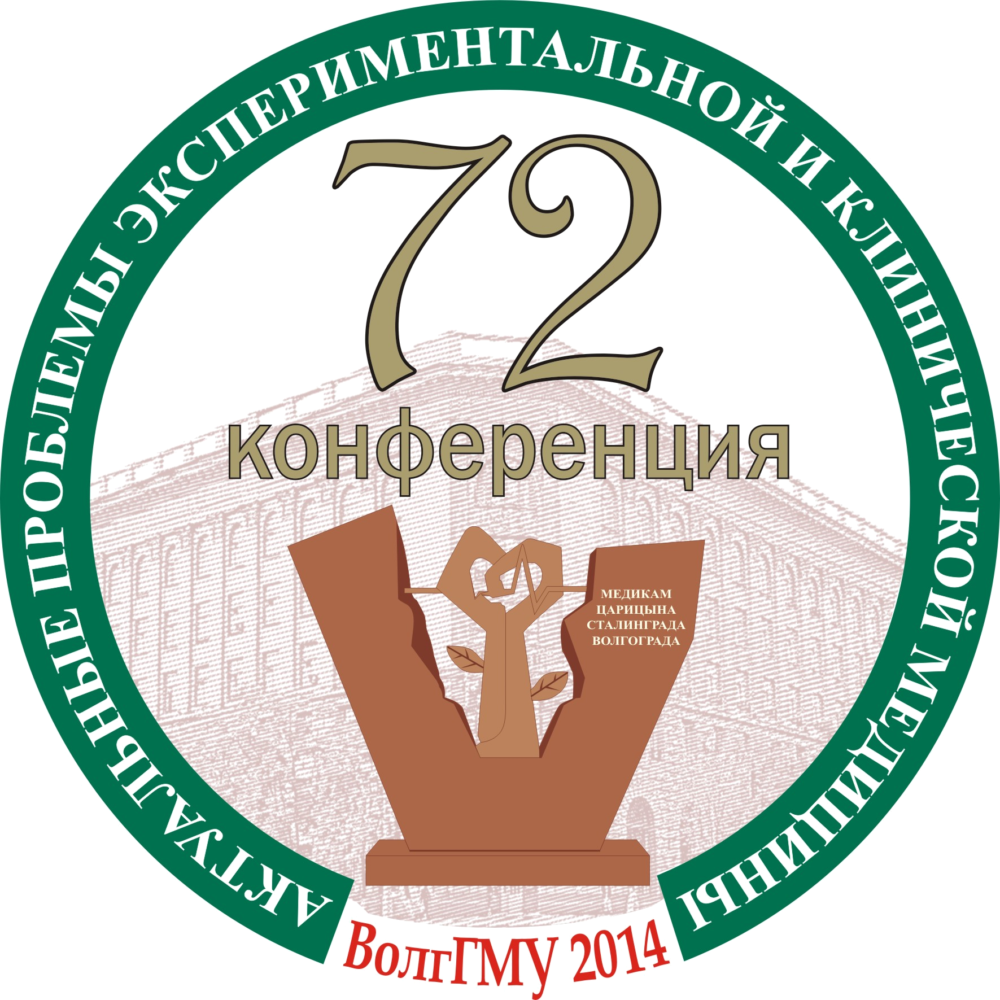 АКТУАЛЬНЫЕ ПРОБЛЕМЫ ЭКСПЕРИМЕНТАЛЬНОЙ И КЛИНИЧЕСКОЙ МЕДИЦИНЫ
72
конференция
МЕДИКАМ
ЦАРИЦЫНА
СТАЛИНГРАДА
ВОЛГОГРАДА
ВолгГМУ 2014